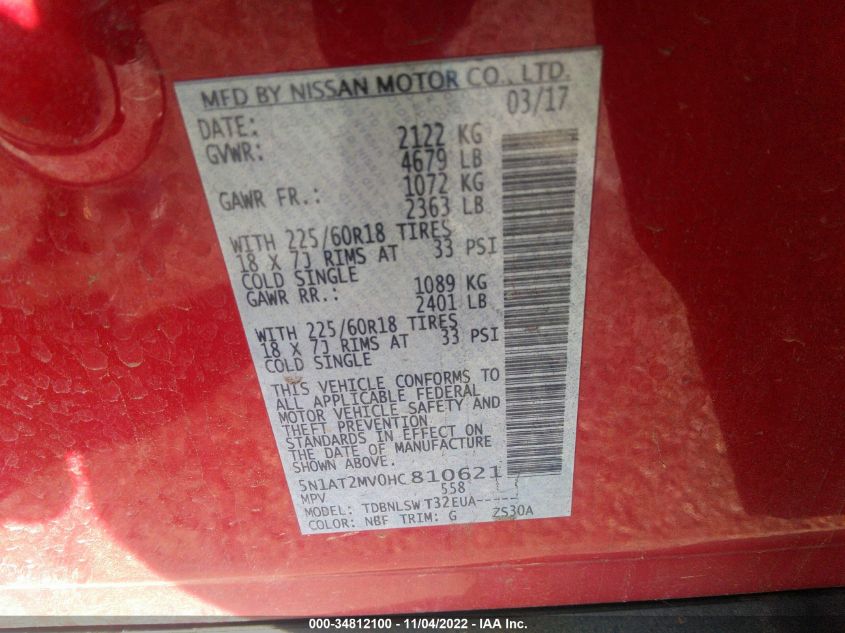 MFD BY NISSAN MOTOR CO., LTD.
DATE: 03/17
GVWR: 2122 KG
4679 LB
GAWR FR.: 1072 KG
2363 LB
WITH 225/60R18 TIRES
18 X 7J RIMS AT 33 PSI
COLD SINGLE
GAWR RR.: 1089 KG
2401 LB
WITH 225/60R18 TIRES
18 X 7J RIMS AT 33 PSI
COLD SINGLE
THIS VEHICLE CONFORMS TO
ALL APPLICABLE FEDERAL
MOTOR VEHICLE SAFETY AND
THEFT PREVENTION
STANDARDS IN EFFECT ON
THE DATE OF MANUFACTURE
SHOWN ABOVE.
5N1AT2MV0HC810621
MPV 558
MODEL: TDBNLSW T32EUA-----
COLOR: NBF TRIM: G ZS30A
000-34812100 - 11/04/2022 - IAA Inc.